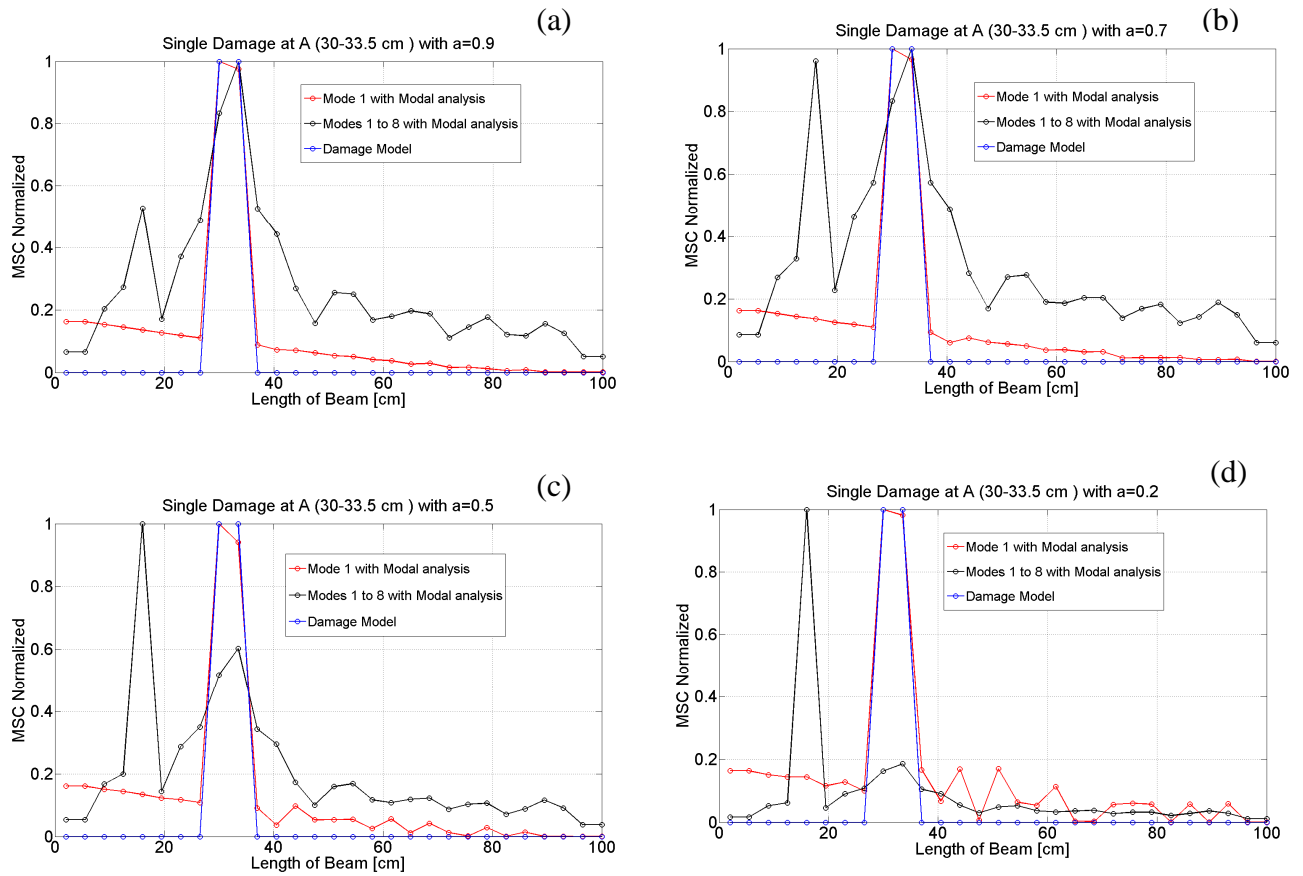 (a)
Single Damage at A (30-33.5 cm ) with a=0.9
MSC Normalized
1
0.8
0.6
0.4
0.2
0
Mode 1 with Modal analysis
Modes 1 to 8 with Modal analysis
Damage Model
0 20 40 60 80 100
Length of Beam [cm]
(b)
Single Damage at A (30-33.5 cm ) with a=0.7
MSC Normalized
1
0.8
0.6
0.4
0.2
0
Mode 1 with Modal analysis
Modes 1 to 8 with Modal analysis
Damage Model
0 20 40 60 80 100
Length of Beam [cm]
(c)
Single Damage at A (30-33.5 cm ) with a=0.5
MSC Normalized
1
0.8
0.6
0.4
0.2
0
Mode 1 with Modal analysis
Modes 1 to 8 with Modal analysis
Damage Model
0 20 40 60 80 100
Length of Beam [cm]
(d)
Single Damage at A (30-33.5 cm ) with a=0.2
MSC Normalized
1
0.8
0.6
0.4
0.2
0
Mode 1 with Modal analysis
Modes 1 to 8 with Modal analysis
Damage Model
0 20 40 60 80 100
Length of Beam [cm]